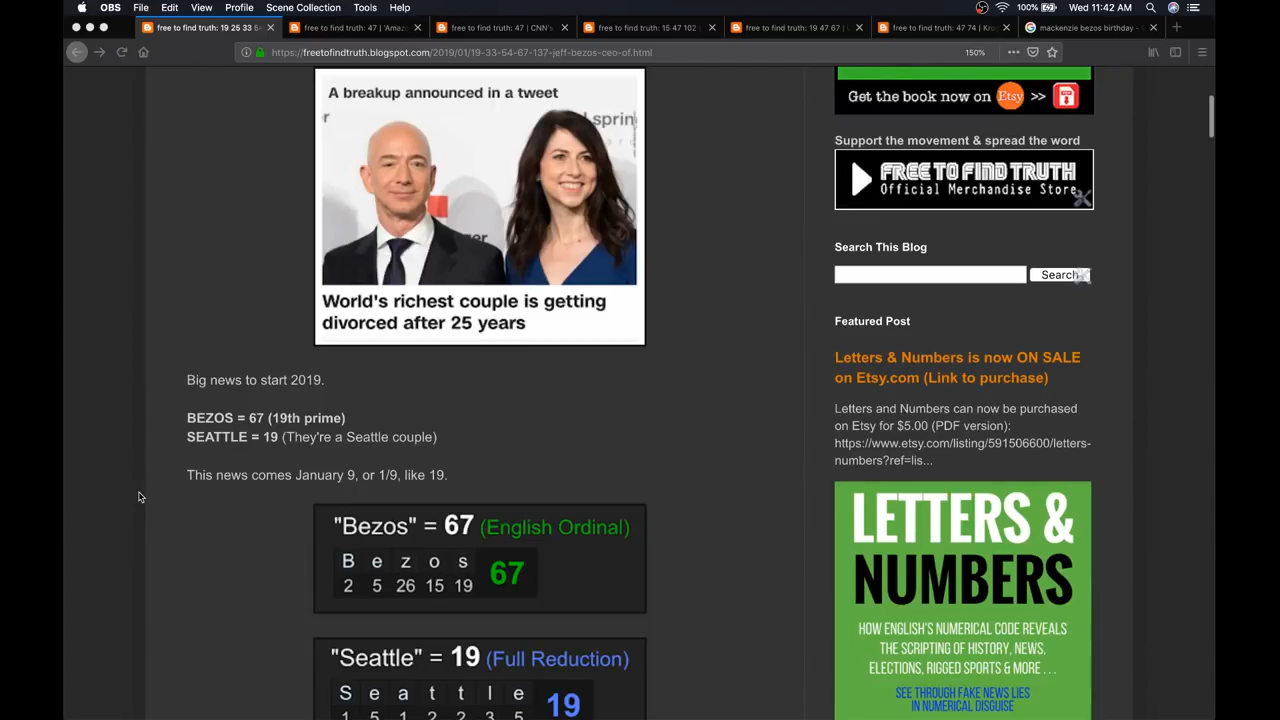 OBS File Edit View Profile Scene Collection Tools Help 100% Wed 11:42 AM
free to find truth: 19 25 33 5
free to find truth: 47 | 'Amaz
free to find truth: 47 | CNN's
free to find truth: 15 47 102
free to find truth: 19 47 67 | J
free to find truth: 47 74 | Kro
mackenzie bezos birthday -
https://freetofindtruth.blogspot.com/2019/01/19-33-54-67-137-jeff-bezos-ceo-of.html
150%
A breakup announced in a tweet
World's richest couple is getting
divorced after 25 years
Big news to start 2019.
BEZOS = 67 (19th prime)
SEATTLE = 19 (They're a Seattle couple)
This news comes January 9, or 1/9, like 19.
"Bezos" = 67 (English Ordinal)
B e z o s
2 5 26 15 19 67
"Seattle" = 19 (Full Reduction)
S e a t t l e
1 5 1 2 2 3 5 19
Get the book now on Etsy >>
Support the movement & spread the word
FREE TO FIND TRUTH
Official Merchandise Store
Search This Blog
Search
Featured Post
Letters & Numbers is now ON SALE
on Etsy.com (Link to purchase)
Letters and Numbers can now be purchased
on Etsy for $5.00 (PDF version):
https://www.etsy.com/listing/591506600/letters-
numbers?ref=lis...
LETTERS &
NUMBERS
HOW ENGLISH'S NUMERICAL CODE REVEALS
THE SCRIPTING OF HISTORY, NEWS,
ELECTIONS, RIGGED SPORTS & MORE . . .
SEE THROUGH FAKE NEWS LIES
IN NUMERICAL DISGUISE